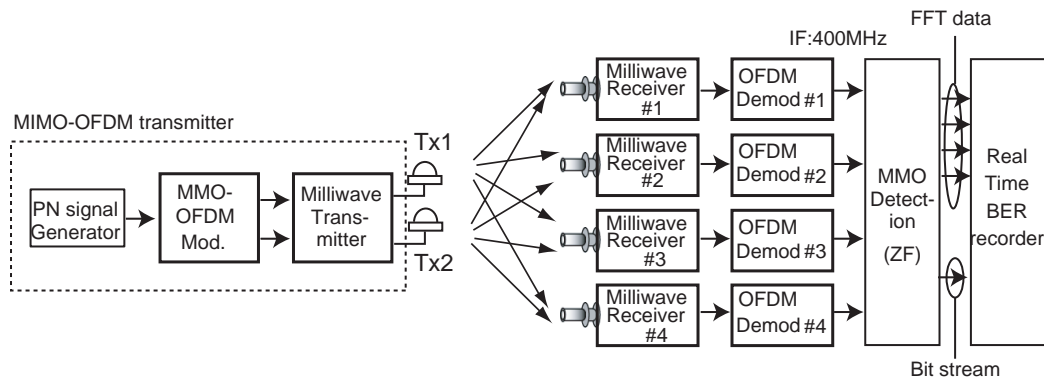 FFT data
IF:400MHz
MIMO-OFDM transmitter
PN signal
Generator
MMO-
OFDM
Mod.
Milliwave
Trans-
mitter
Tx1
Tx2
Milliwave
Receiver
#1
OFDM
Demod #1
Milliwave
Receiver
#2
OFDM
Demod #2
Milliwave
Receiver
#3
OFDM
Demod #3
Milliwave
Receiver
#4
OFDM
Demod #4
MMO
Detect-
ion
(ZF)
Real
Time
BER
recorder
Bit stream